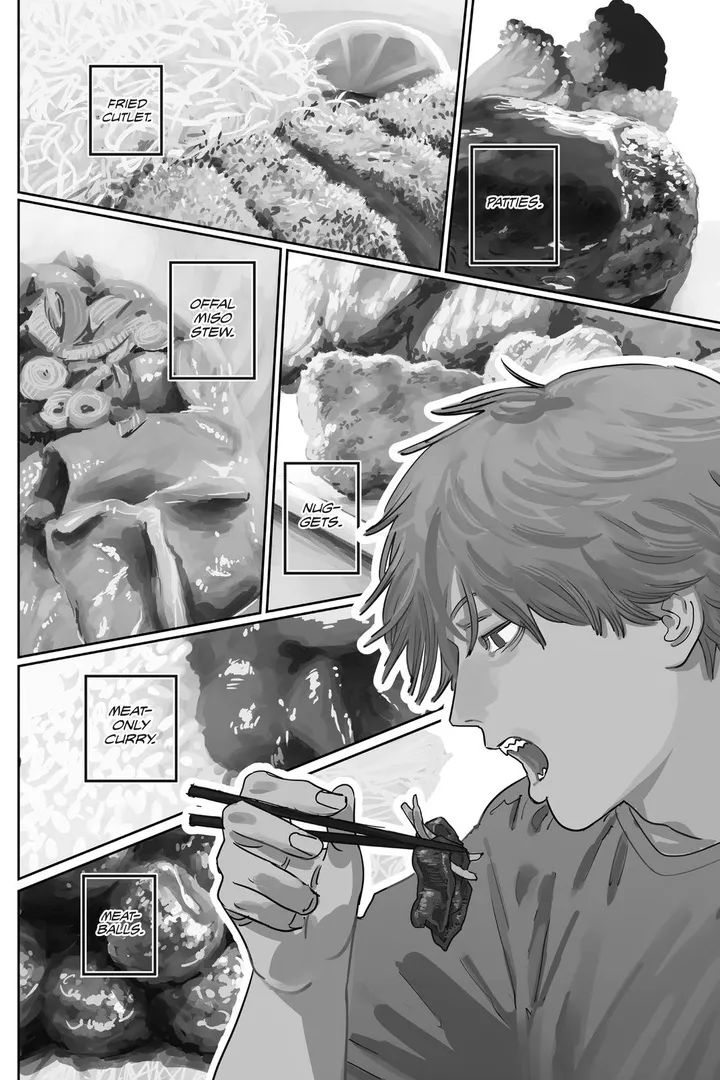 FRIED
CUTLET.
PATTIES.
OFFAL
MISO
STEW.
NUG-
GETS.
MEAT-
ONLY
CURRY.
MEAT-
BALLS.